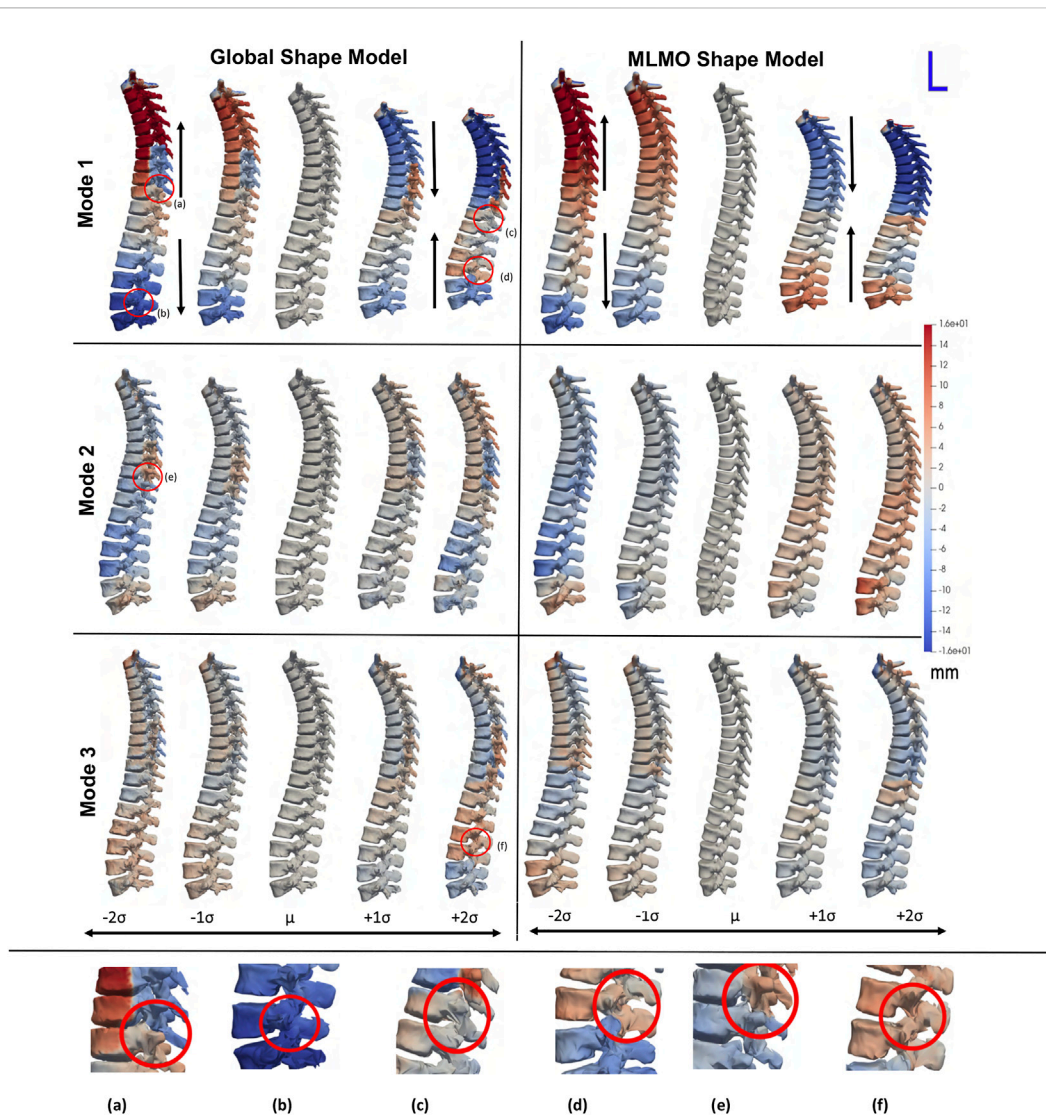 Global Shape Model
MLMO Shape Model
L
Mode 1
(a)
(b)
(c)
(d)
1.6e+01
14
12
10
8
6
4
2
0
-2
-4
-6
-8
-10
-12
-14
-1.6e+01
mm
Mode 2
(e)
Mode 3
(f)
-2σ -1σ μ +1σ +2σ
-2σ -1σ μ +1σ +2σ
(a) (b) (c) (d) (e) (f)